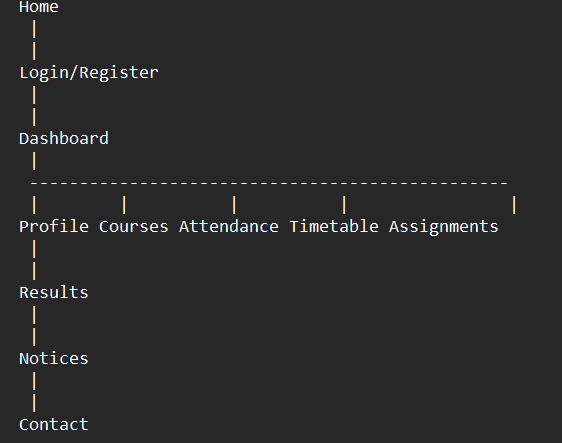 Home
|
|
Login/Register
|
|
Dashboard
|
------------------------------------------------
|        |          |          |                |
Profile Courses Attendance Timetable Assignments
|
|
Results
|
|
Notices
|
|
Contact